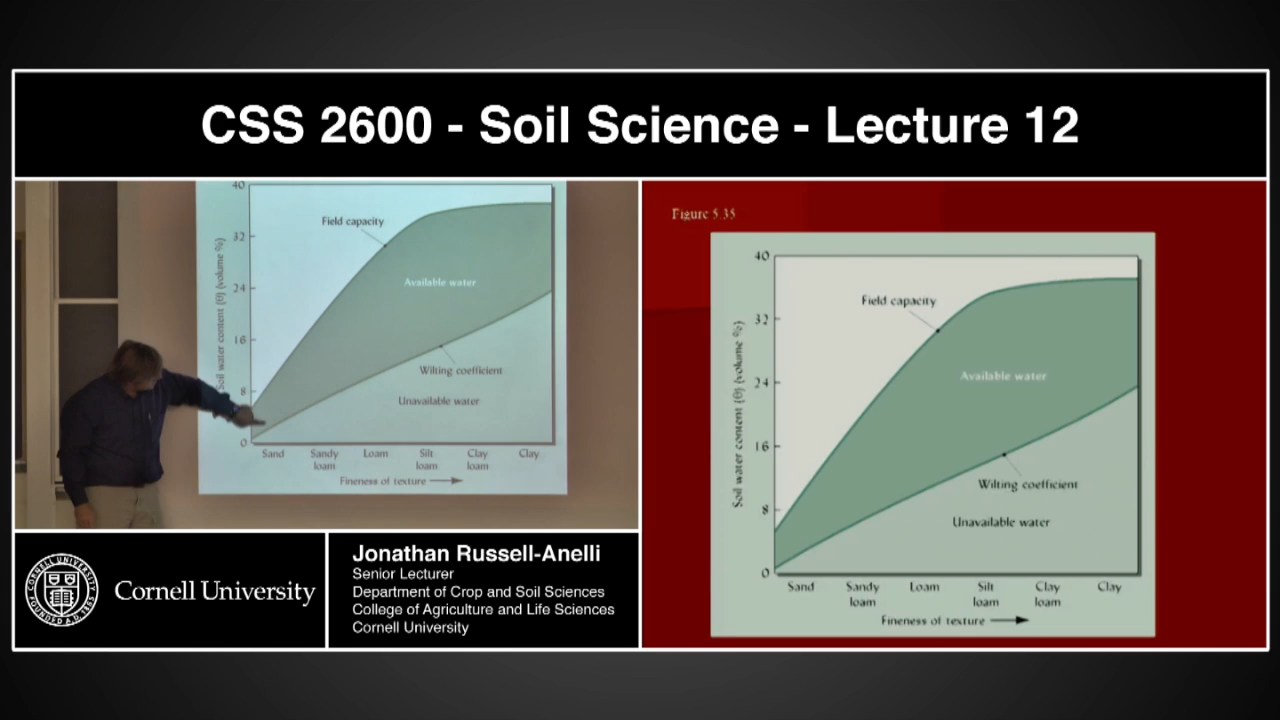 CSS 2600 - Soil Science - Lecture 12
40
32
24
16
8
0
Soil water content (θ) (volume %)
Field capacity
Available water
Wilting coefficient
Unavailable water
Sand
Sandy loam
Loam
Silt loam
Clay loam
Clay
Fineness of texture
Figure 5.35
40
32
24
16
8
0
Soil water content (θ) (volume %)
Field capacity
Available water
Wilting coefficient
Unavailable water
Sand
Sandy loam
Loam
Silt loam
Clay loam
Clay
Fineness of texture
CORNELL UNIVERSITY
FOUNDED A.D. 1865
Cornell University
Jonathan Russell-Anelli
Senior Lecturer
Department of Crop and Soil Sciences
College of Agriculture and Life Sciences
Cornell University